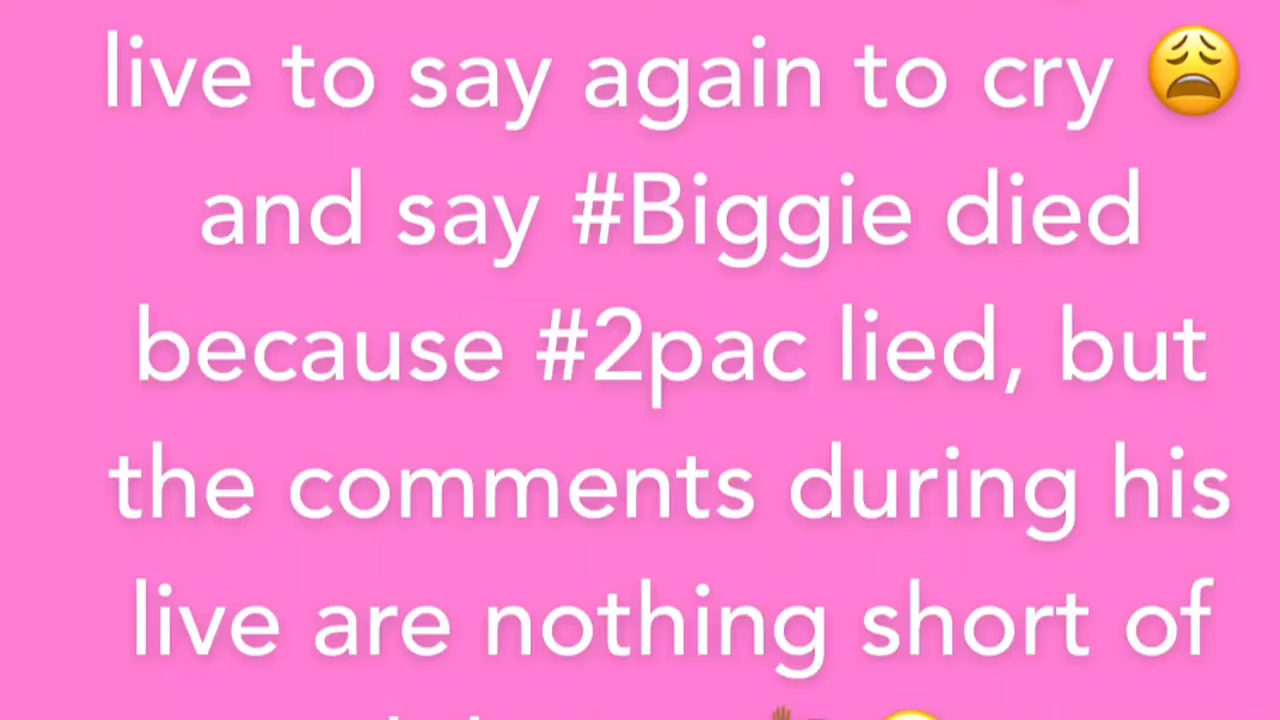 live to say again to cry 😩
and say #Biggie died
because #2pac lied, but
the comments during his
live are nothing short of